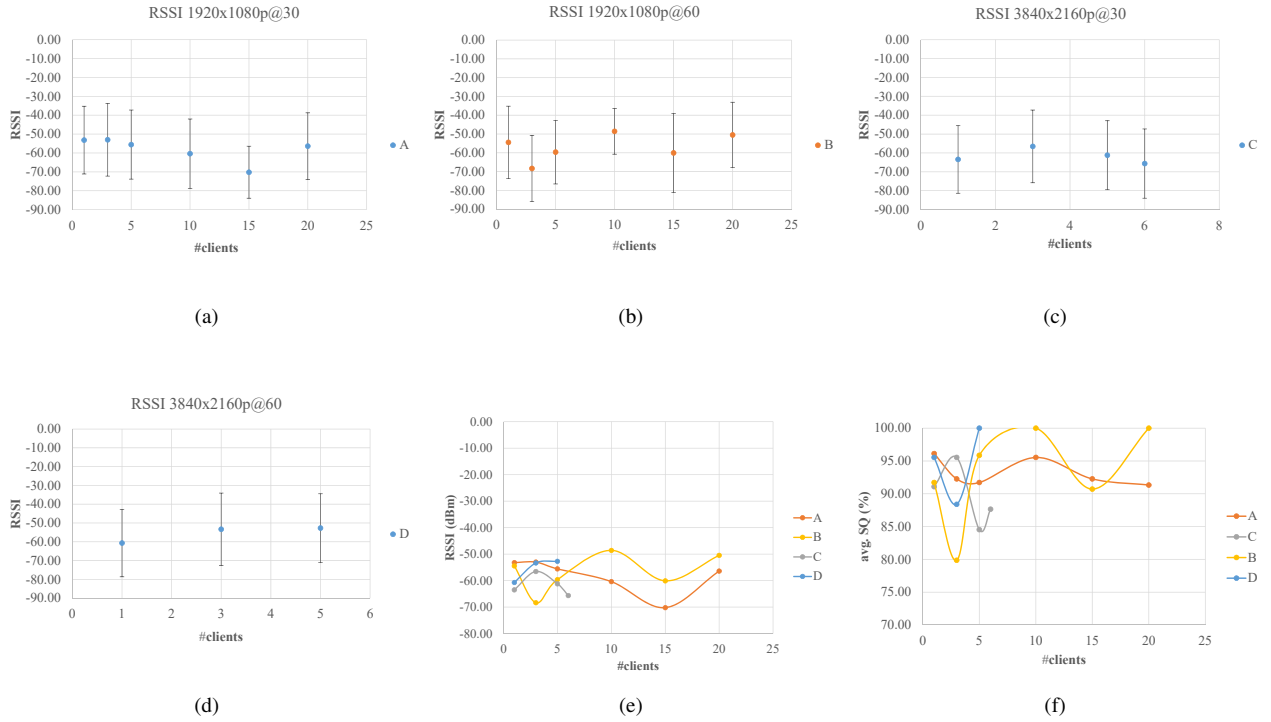 RSSI 1920x1080p@30
0.00
-10.00
-20.00
-30.00
-40.00
-50.00
-60.00
-70.00
-80.00
-90.00
RSSI
0 5 10 15 20 25
#clients
A
(a)
RSSI 1920x1080p@60
0.00
-10.00
-20.00
-30.00
-40.00
-50.00
-60.00
-70.00
-80.00
-90.00
RSSI
0 5 10 15 20 25
#clients
B
(b)
RSSI 3840x2160p@30
0.00
-10.00
-20.00
-30.00
-40.00
-50.00
-60.00
-70.00
-80.00
-90.00
RSSI
0 2 4 6 8
#clients
C
(c)
RSSI 3840x2160p@60
0.00
-10.00
-20.00
-30.00
-40.00
-50.00
-60.00
-70.00
-80.00
-90.00
RSSI
0 1 2 3 4 5 6
#clients
D
(d)
0.00
-10.00
-20.00
-30.00
-40.00
-50.00
-60.00
-70.00
-80.00
RSSI (dBm)
0 5 10 15 20 25
#clients
A
B
C
D
(e)
100.00
95.00
90.00
85.00
80.00
75.00
70.00
avg. SQ (%)
0 5 10 15 20 25
#clients
A
C
B
D
(f)